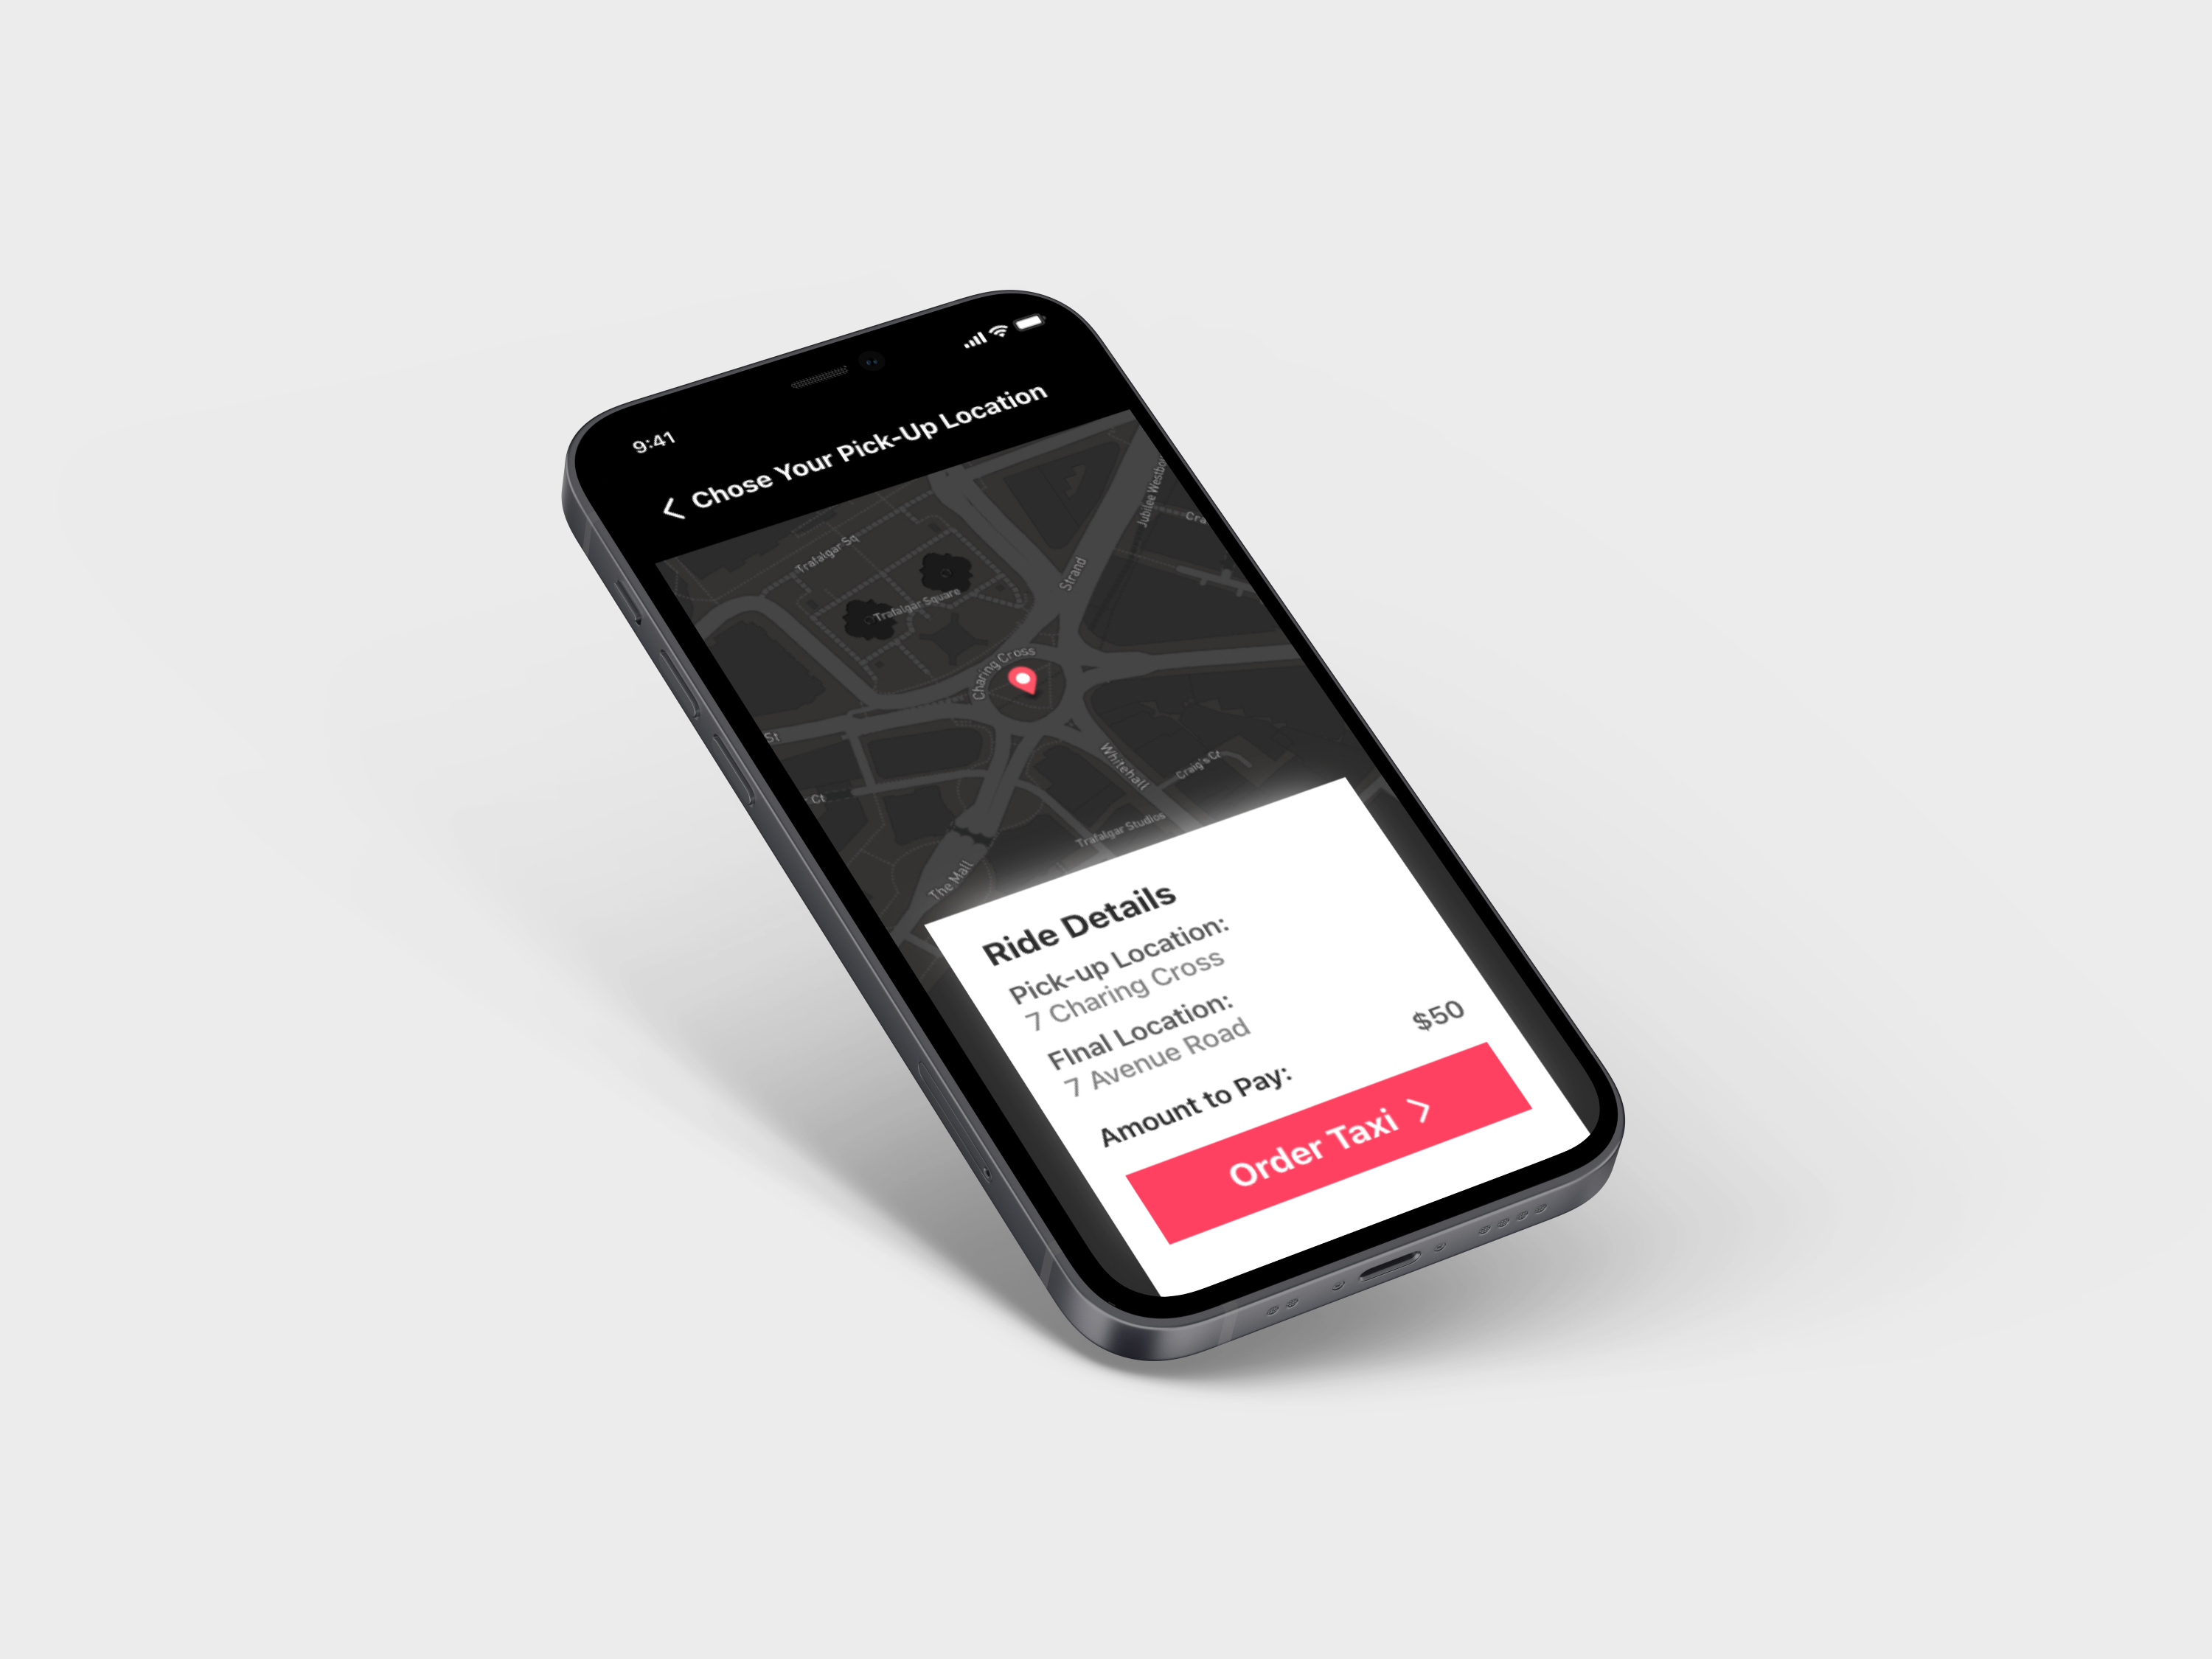 9:41
Chose Your Pick-Up Location
Trafalgar Sq
Trafalgar Square
Strand
Jubilee
Charing Cross
St
Ct
Whitehall
Craig's Ct
Trafalgar Studios
The Mall
Ride Details
Pick-up Location:
7 Charing Cross
FInal Location:
7 Avenue Road
Amount to Pay:
$50
Order Taxi